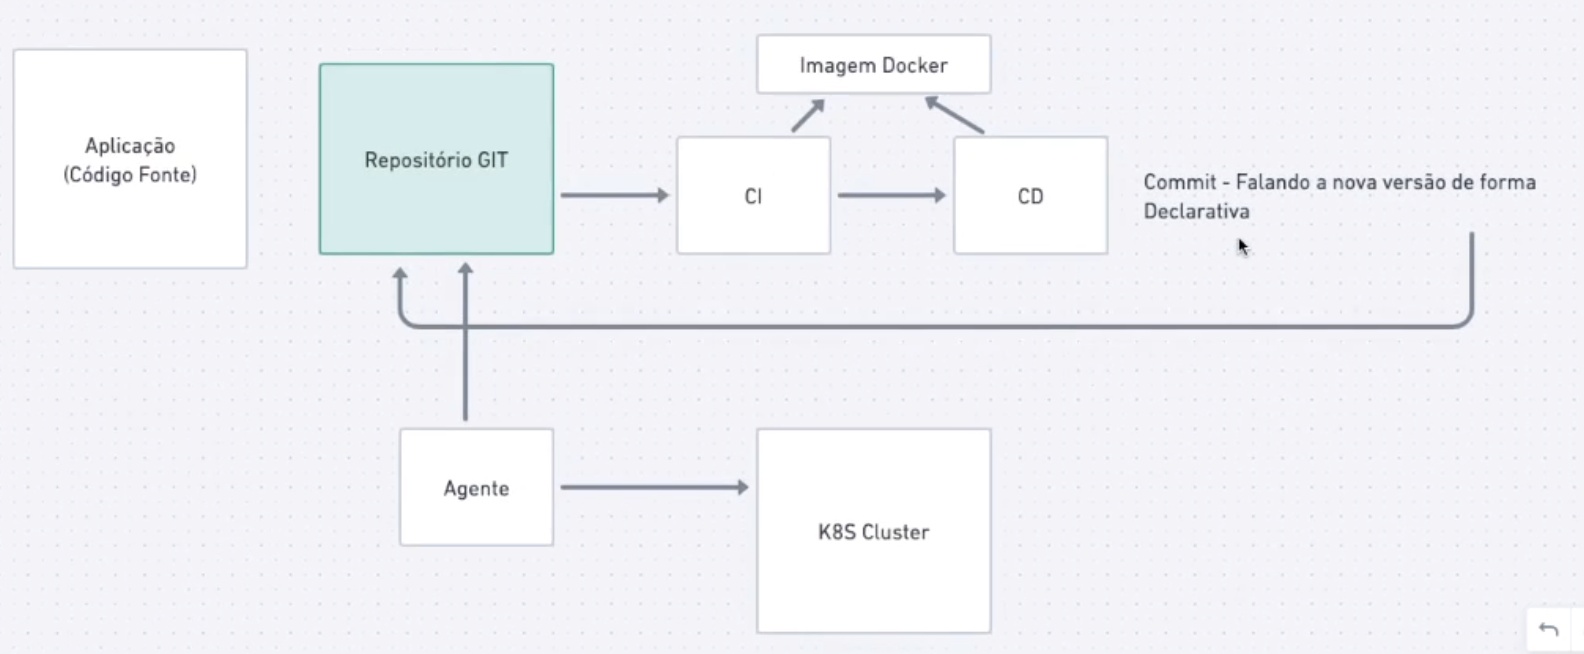 Aplicação
(Código Fonte)
Repositório GIT
Imagem Docker
CI
CD
Commit - Falando a nova versão de forma
Declarativa
Agente
K8S Cluster